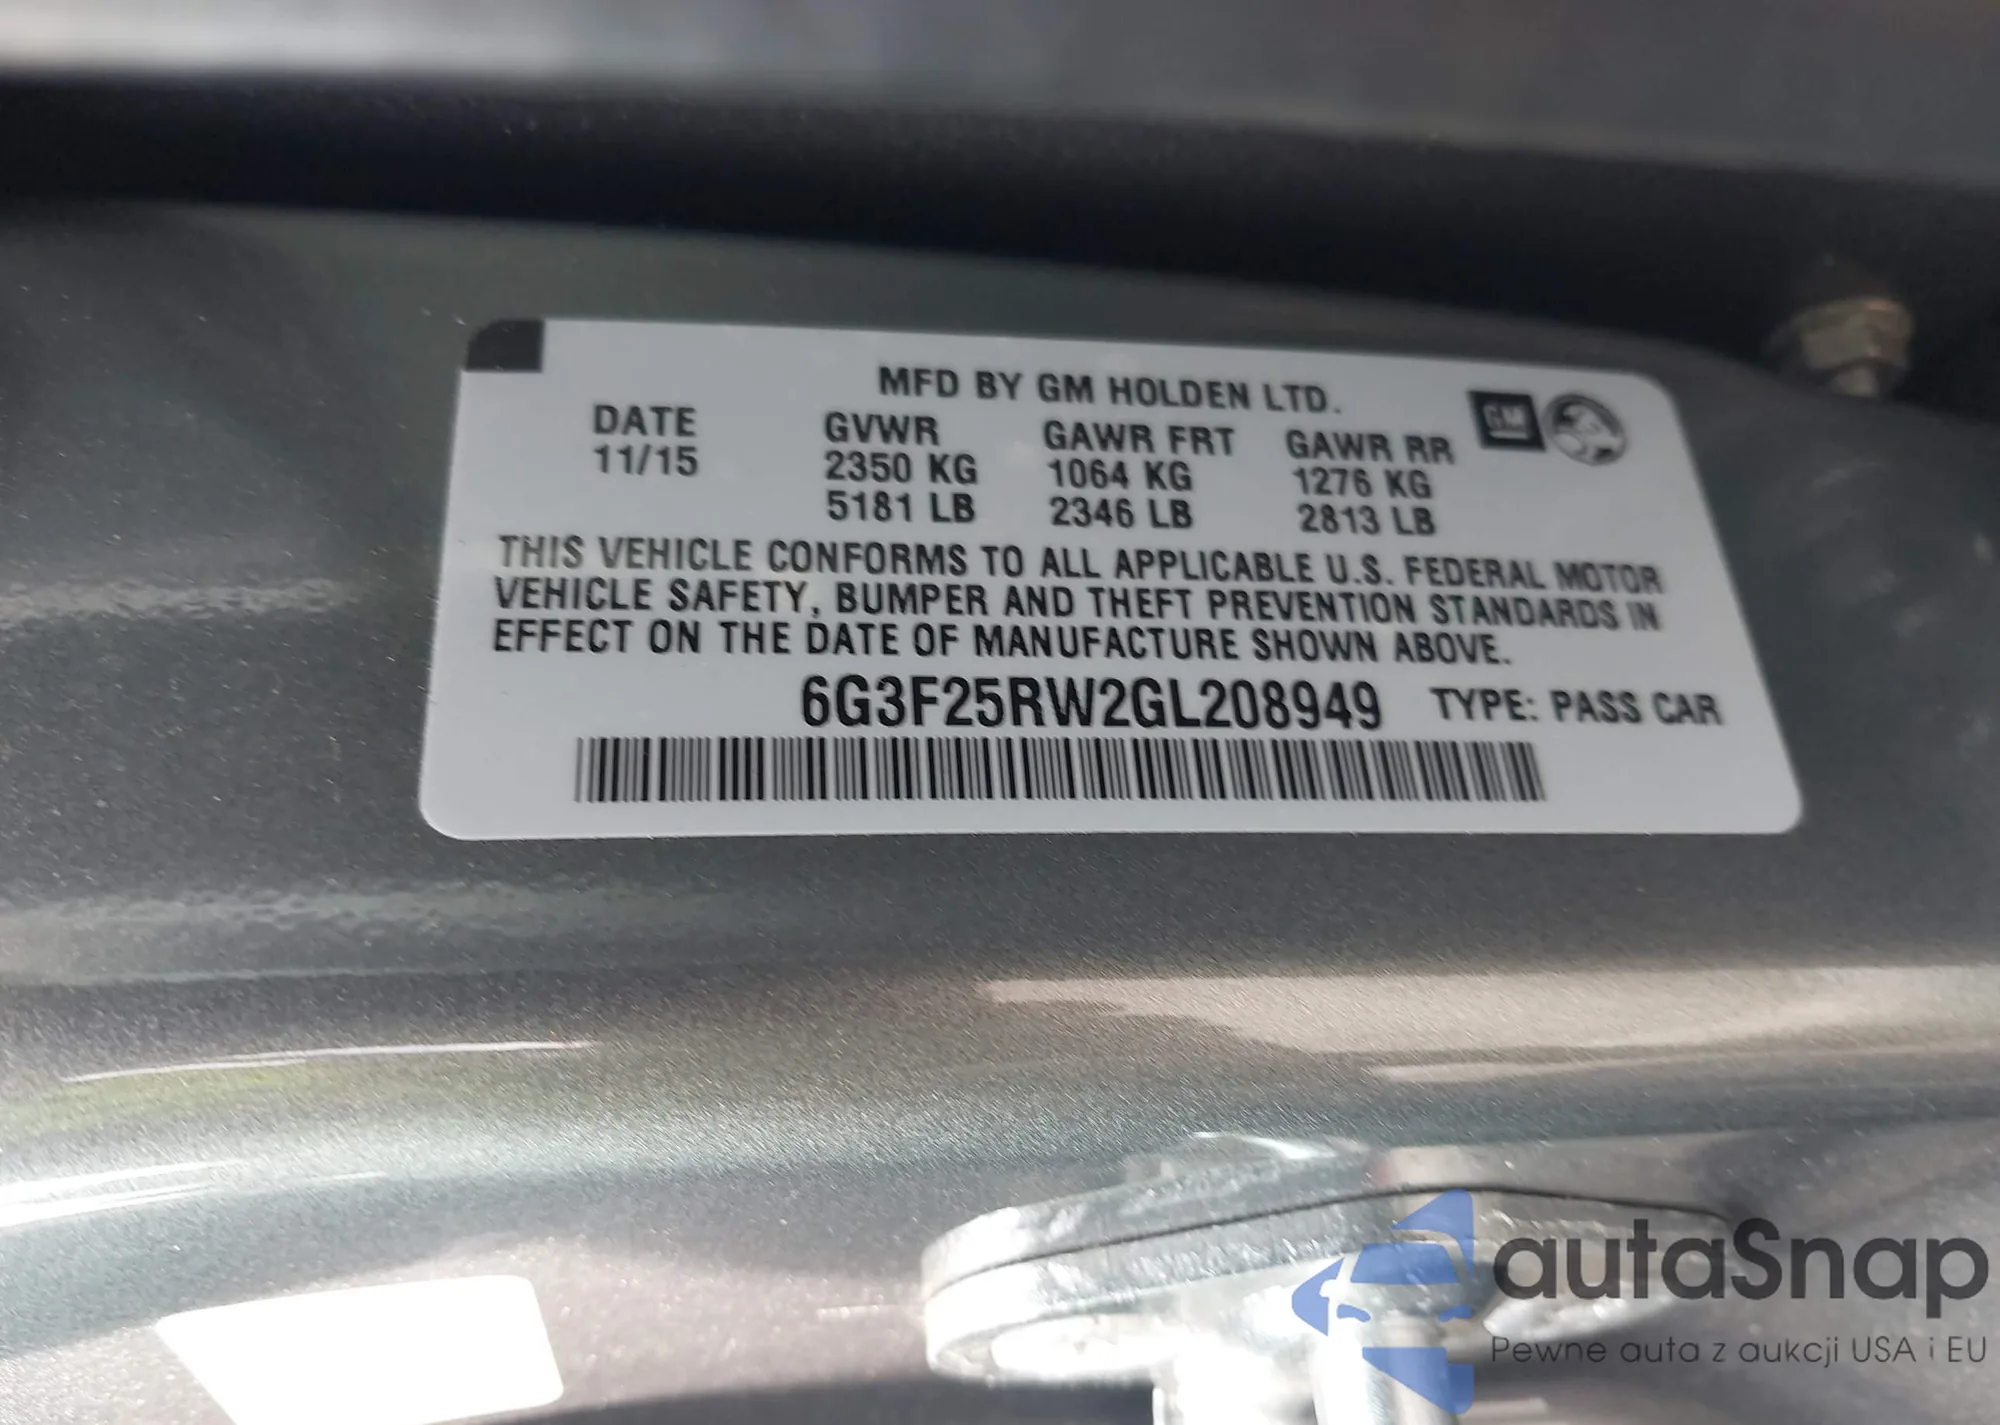 MFD BY GM HOLDEN LTD.
DATE GVWR GAWR FRT GAWR RR GM
11/15 2350 KG 1064 KG 1276 KG
5181 LB 2346 LB 2813 LB
THIS VEHICLE CONFORMS TO ALL APPLICABLE U.S. FEDERAL MOTOR
VEHICLE SAFETY, BUMPER AND THEFT PREVENTION STANDARDS IN
EFFECT ON THE DATE OF MANUFACTURE SHOWN ABOVE.
6G3F25RW2GL208949 TYPE: PASS CAR
autaSnap
Pewne auta z aukcji USA i EU